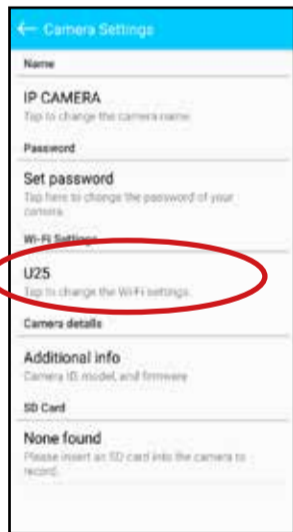 Camera Settings
Name
IP CAMERA
Tap to change the camera name.
Password
Set password
Tap here to change the password of your
camera.
Wi-Fi Settings
U25
Tap to change the Wi-Fi settings.
Camera details
Additional info
Camera ID, model, and firmware
SD Card
None found
Please insert an SD card into the camera to
record.